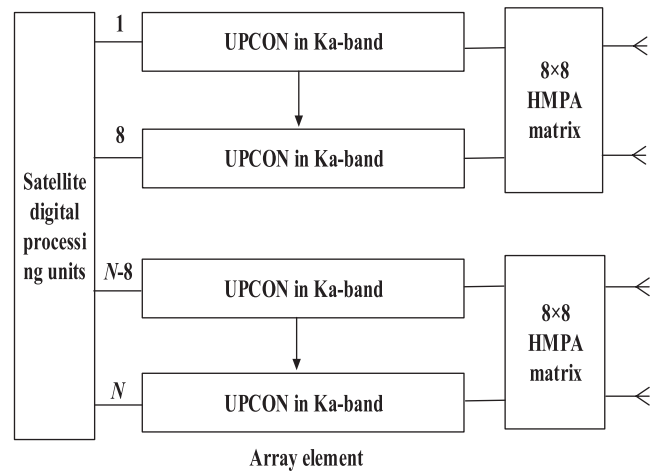 1
UPCON in Ka-band
8×8
HMPA
matrix
8
UPCON in Ka-band
Satellite
digital
processi
ng units
N-8
UPCON in Ka-band
8×8
HMPA
matrix
N
UPCON in Ka-band
Array element